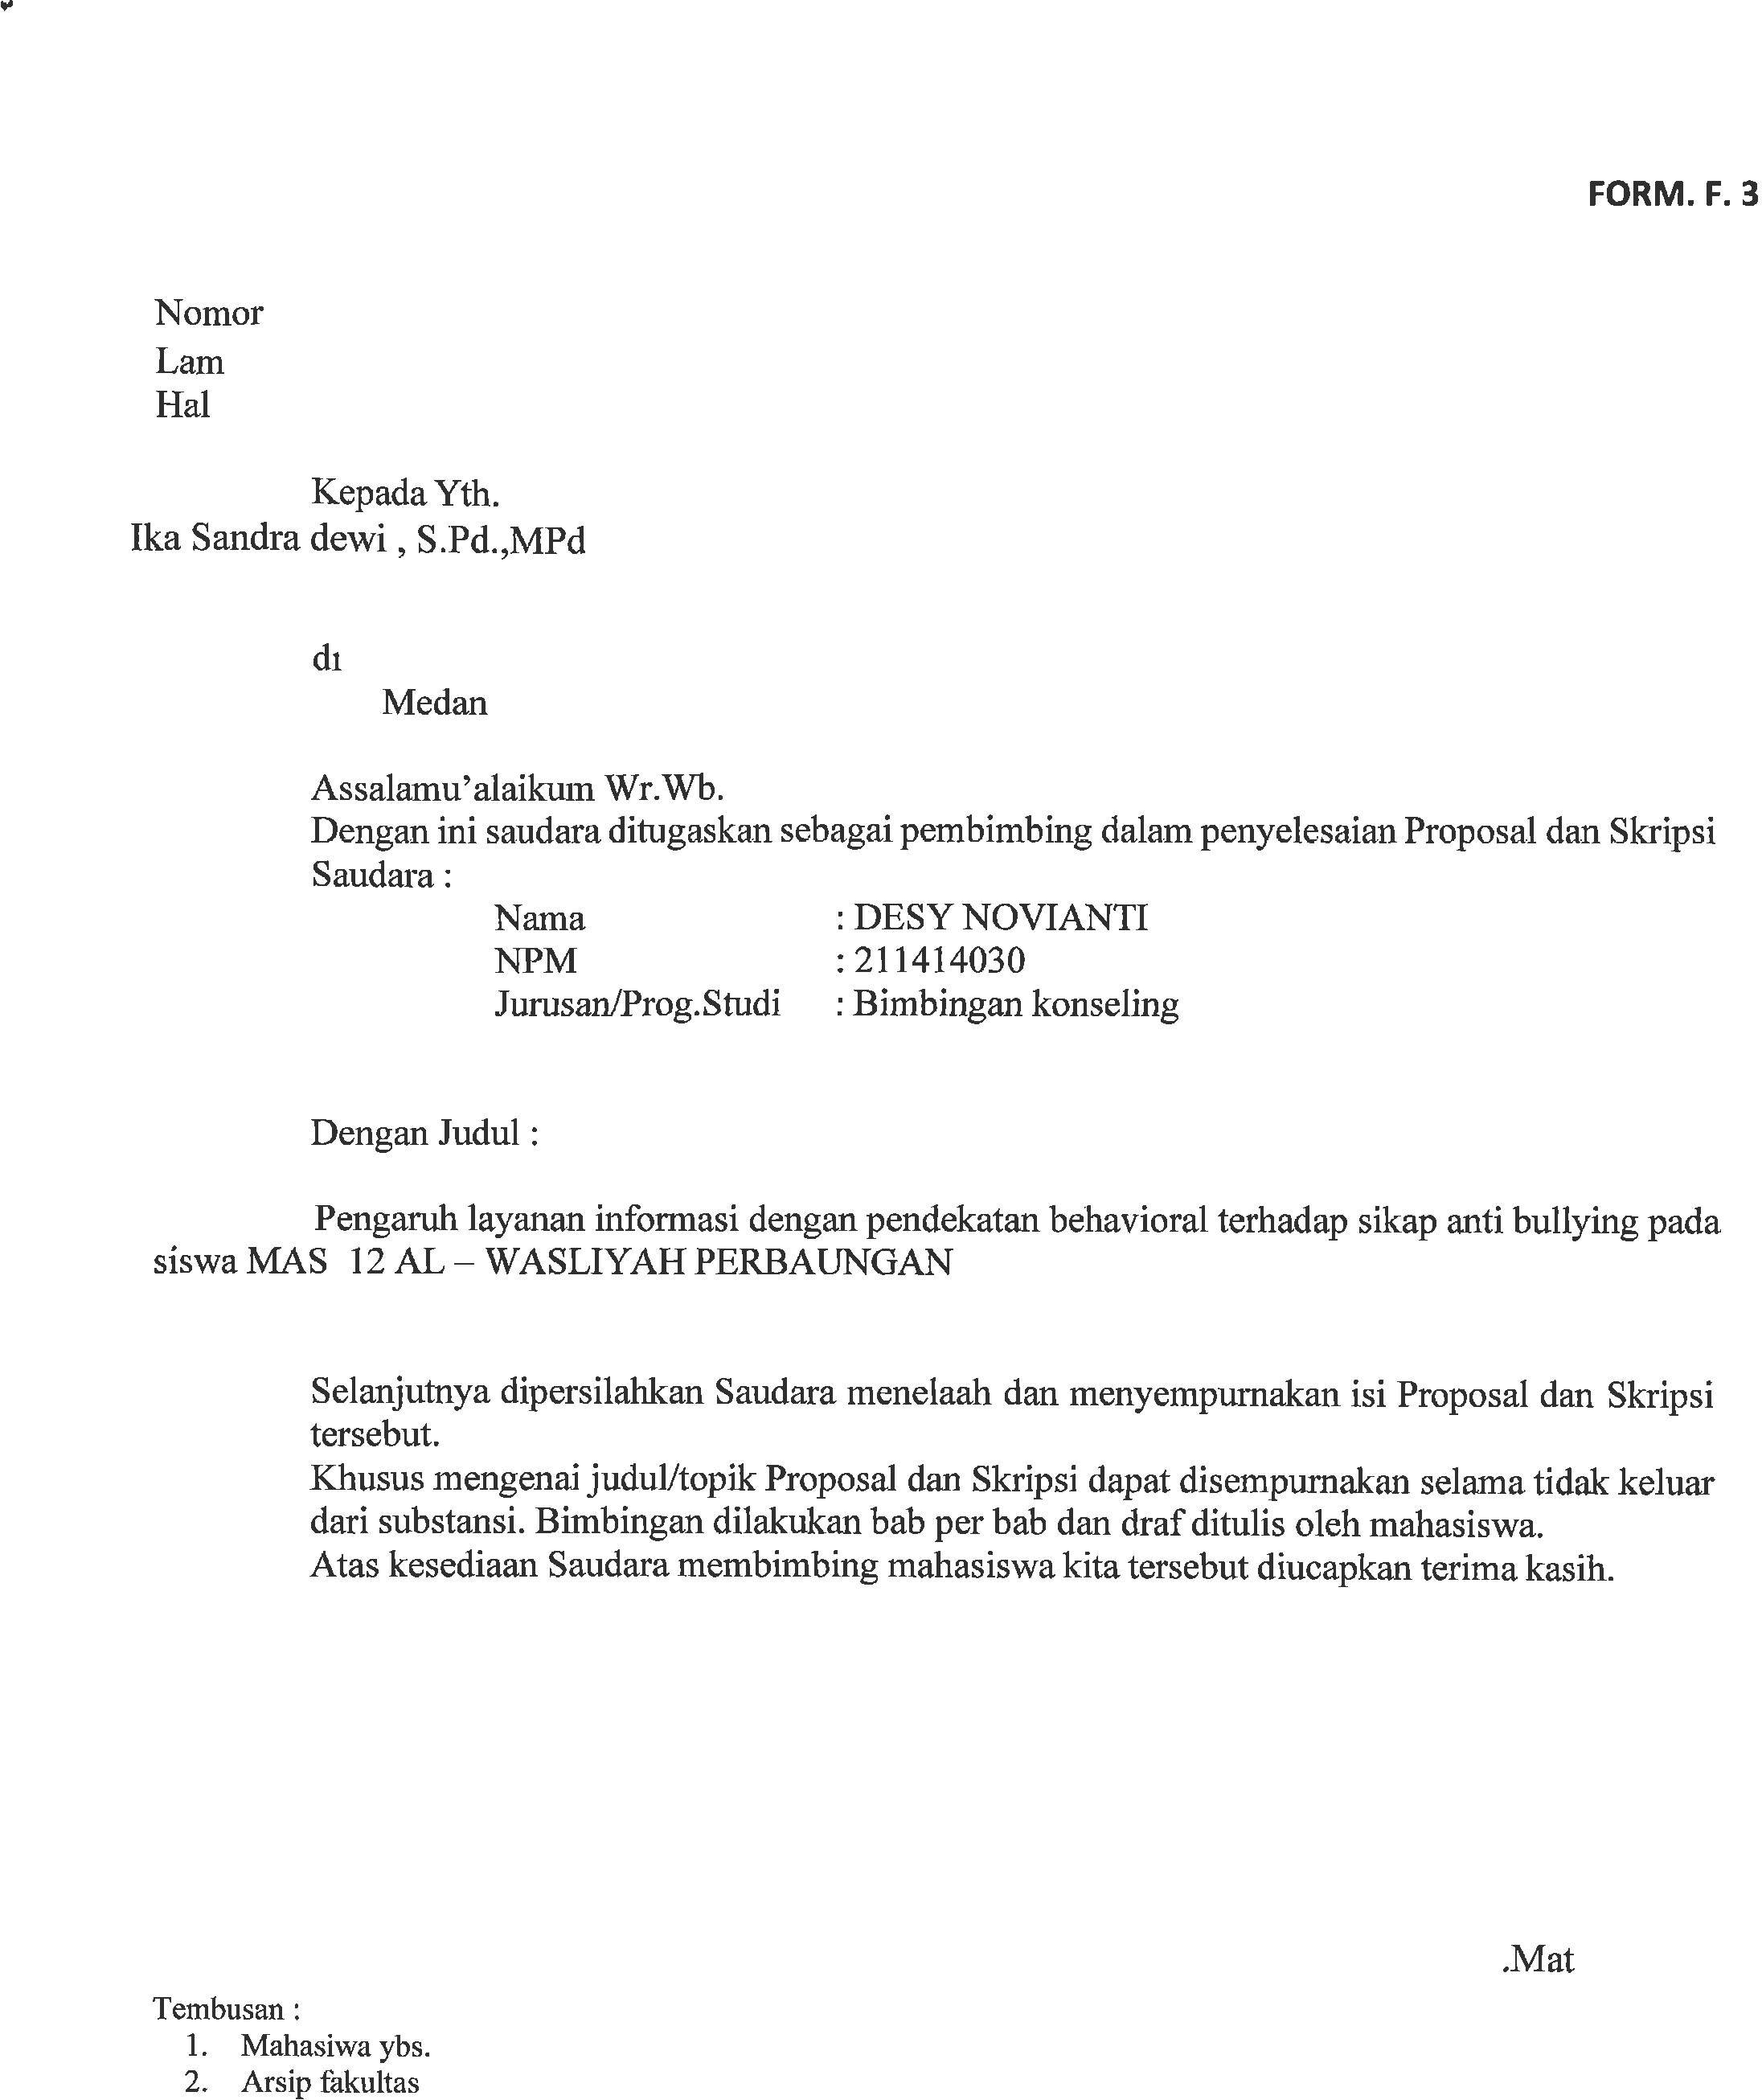 FORM. F. 3
Nomor
Lam
Hal
Kepada Yth.
Ika Sandra dewi , S.Pd.,MPd
di
Medan
Assalamu'alaikum Wr.Wb.
Dengan ini saudara ditugaskan sebagai pembimbing dalam penyelesaian Proposal dan Skripsi
Saudara :
Nama : DESY NOVIANTI
NPM : 211414030
Jurusan/Prog.Studi : Bimbingan konseling
Dengan Judul :
Pengaruh layanan informasi dengan pendekatan behavioral terhadap sikap anti bullying pada
siswa MAS 12 AL – WASLIYAH PERBAUNGAN
Selanjutnya dipersilahkan Saudara menelaah dan menyempurnakan isi Proposal dan Skripsi
tersebut.
Khusus mengenai judul/topik Proposal dan Skripsi dapat disempurnakan selama tidak keluar
dari substansi. Bimbingan dilakukan bab per bab dan draf ditulis oleh mahasiswa.
Atas kesediaan Saudara membimbing mahasiswa kita tersebut diucapkan terima kasih.
.Mat
Tembusan :
1. Mahasiwa ybs.
2. Arsip fakultas